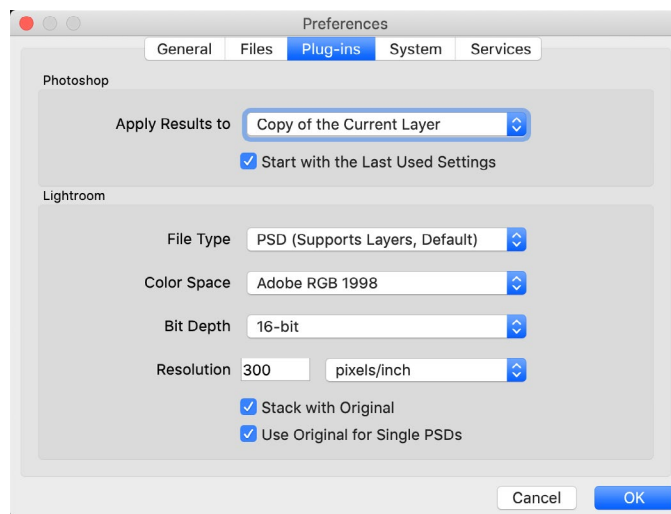 Preferences
General Files Plug-ins System Services
Photoshop
Apply Results to Copy of the Current Layer
Start with the Last Used Settings
Lightroom
File Type PSD (Supports Layers, Default)
Color Space Adobe RGB 1998
Bit Depth 16-bit
Resolution 300 pixels/inch
Stack with Original
Use Original for Single PSDs
Cancel OK